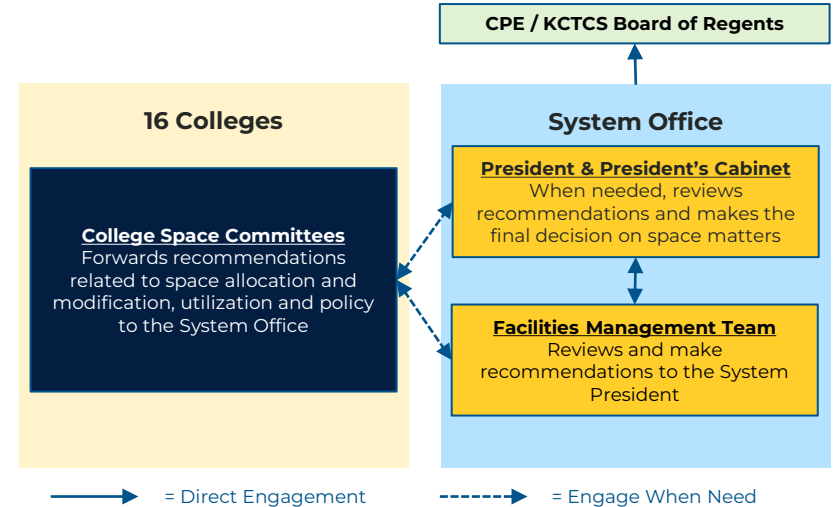 CPE / KCTCS Board of Regents
16 Colleges
College Space Committees
Forwards recommendations
related to space allocation and
modification, utilization and policy
to the System Office
System Office
President & President’s Cabinet
When needed, reviews
recommendations and makes the
final decision on space matters
Facilities Management Team
Reviews and make
recommendations to the System
President
= Direct Engagement
= Engage When Need